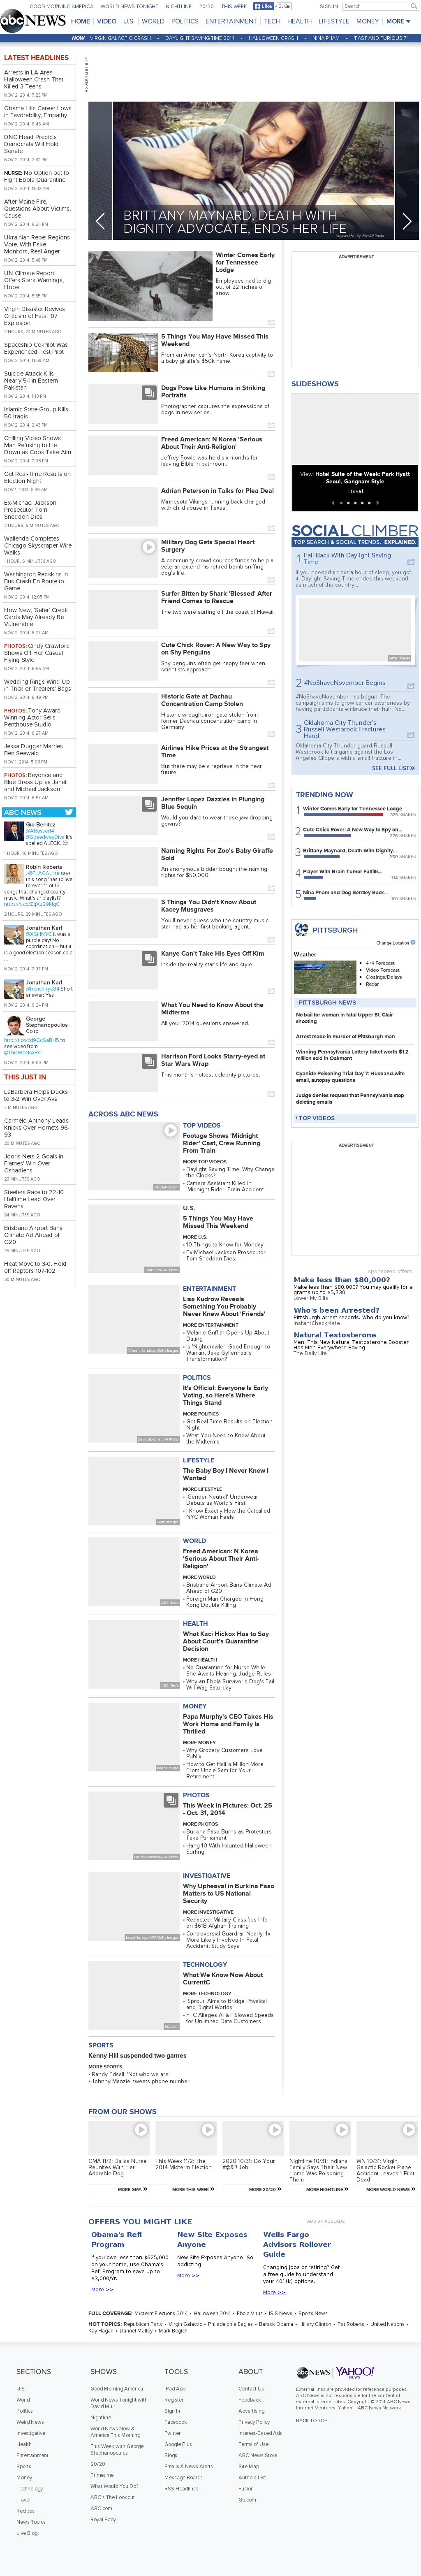 GOOD MORNING AMERICA WORLD NEWS TONIGHT NIGHTLINE 20/20 THE WEEK Like SIGN IN Search
abc NEWS HOME VIDEO U.S. WORLD POLITICS ENTERTAINMENT TECH HEALTH LIFESTYLE MONEY MORE
NOW VIRGIN GALACTIC CRASH • DAYLIGHT SAVING TIME 2014 • HALLOWEEN CRASH • NINA PHAM • 'FAST AND FURIOUS 7'
ADVERTISEMENT
LATEST HEADLINES
Arrests in LA-Area
Halloween Crash That
Killed 3 Teens
NOV 2, 2014, 7:23 PM
Obama Hits Career Lows
in Favorability, Empathy
NOV 2, 2014, 6:46 AM
DNC Head Predicts
Democrats Will Hold
Senate
NOV 2, 2014, 2:32 PM
NURSE: No Option but to
Fight Ebola Quarantine
NOV 2, 2014, 11:32 AM
After Maine Fire,
Questions About Victims,
Cause
NOV 2, 2014, 6:24 PM
Ukrainian Rebel Regions
Vote, With Fake
Monitors, Real Anger
NOV 2, 2014, 5:48 PM
UN Climate Report
Offers Stark Warnings,
Hope
NOV 2, 2014, 5:35 PM
Virgin Disaster Revives
Criticism of Fatal '07
Explosion
2 HOURS, 24 MINUTES AGO
Spaceship Co-Pilot Was
Experienced Test Pilot
NOV 2, 2014, 11:56 AM
Suicide Attack Kills
Nearly 54 in Eastern
Pakistan
NOV 2, 2014, 1:13 PM
Islamic State Group Kills
50 Iraqis
NOV 2, 2014, 2:43 PM
Chilling Video Shows
Man Refusing to Lie
Down as Cops Take Aim
NOV 2, 2014, 7:03 PM
Get Real-Time Results on
Election Night
NOV 1, 2014, 8:39 AM
Ex-Michael Jackson
Prosecutor Tom
Sneddon Dies
2 HOURS, 4 MINUTES AGO
Wallenda Completes
Chicago Skyscraper Wire
Walks
1 HOUR, 8 MINUTES AGO
Washington Redskins in
Bus Crash En Route to
Game
NOV 2, 2014, 12:05 PM
How New, 'Safer' Credit
Cards May Already Be
Vulnerable
NOV 2, 2014, 6:27 AM
PHOTOS: Cindy Crawford
Shows Off Her Casual
Flying Style
NOV 2, 2014, 6:56 AM
Wedding Rings Wind Up
in Trick or Treaters' Bags
NOV 2, 2014, 6:49 PM
PHOTOS: Tony Award-
Winning Actor Sells
Penthouse Studio
NOV 2, 2014, 6:27 AM
Jessa Duggar Marries
Ben Seewald
NOV 1, 2014, 5:03 PM
PHOTOS: Beyonce and
Blue Dress Up as Janet
and Michael Jackson
NOV 2, 2014, 8:57 AM
ABC NEWS
Gio Benitez
@AlRosser14
@SpeedwayDiva It's
spelled ALECK. ☺
1 HOUR, 16 MINUTES AGO
Robin Roberts
.@FLAGALine says
this song "has to live
forever." 1 of 15
songs that changed country
music. What's ur playlist?
2 HOURS, 29 MINUTES AGO
Jonathan Karl
it was a
purple day! No
coordination -- but it
is a good election season color
...
NOV 2, 2014, 7:07 PM
Jonathan Karl
@frenchhya84 Short
answer: Yes
NOV 2, 2014, 6:24 PM
George
Stephanopoulos
Go to
to
see video from
@ThisWeekABC
NOV 2, 2014, 6:03 PM
THIS JUST IN
LaBarbera Helps Ducks
to 3-2 Win Over Avs
7 MINUTES AGO
Carmelo Anthony Leads
Knicks Over Hornets 96-
93
20 MINUTES AGO
Jooris Nets 2 Goals in
Flames' Win Over
Canadiens
23 MINUTES AGO
Steelers Race to 22-10
Halftime Lead Over
Ravens
24 MINUTES AGO
Brisbane Airport Bans
Climate Ad Ahead of
G20
25 MINUTES AGO
Heat Move to 3-0, Hold
off Raptors 107-102
30 MINUTES AGO
BRITTANY MAYNARD, DEATH WITH
DIGNITY ADVOCATE, ENDS HER LIFE
Winter Comes Early
for Tennessee
Lodge
Employees had to dig
out of 22 inches of
snow.
5 Things You May Have Missed This
Weekend
From an American's North Korea captivity to
a baby giraffe's $50k name.
Dogs Pose Like Humans in Striking
Portraits
Photographer captures the expressions of
dogs in new series.
Freed American: N Korea 'Serious
About Their Anti-Religion'
Jeffrey Fowle was held six months for
leaving Bible in bathroom.
Adrian Peterson in Talks for Plea Deal
Minnesota Vikings running back charged
with child abuse in Texas.
Military Dog Gets Special Heart
Surgery
A community crowd-sources funds to help a
veteran extend his retired bomb-sniffing
dog's life.
Surfer Bitten by Shark 'Blessed' After
Friend Comes to Rescue
The two were surfing off the coast of Hawaii.
Cute Chick Rover: A New Way to Spy
on Shy Penguins
Shy penguins often get happy feet when
scientists approach.
Historic Gate at Dachau
Concentration Camp Stolen
Historic wrought-iron gate stolen from
former Dachau concentration camp in
Germany.
Airlines Hike Prices at the Strangest
Time
But there may be a reprieve in the near
future.
Jennifer Lopez Dazzles in Plunging
Blue Sequin
Would you dare to wear these jaw-dropping
gowns?
Naming Rights For Zoo's Baby Giraffe
Sold
An anonymous bidder bought the naming
rights for $50,000.
5 Things You Didn't Know About
Kacey Musgraves
You'll never guess who the country music
star had as her first babysitting agent.
Kanye Can't Take His Eyes Off Kim
Inside the reality star's life and style.
What You Need to Know About the
Midterms
All your 2014 questions answered.
Harrison Ford Looks Starry-eyed at
Star Wars Wrap
This month's hottest celebrity pictures.
ACROSS ABC NEWS
TOP VIDEOS
Footage Shows 'Midnight
Rider' Cast, Crew Running
From Train
MORE TOP VIDEOS
• Daylight Saving Time: Why Change
the Clocks?
• Camera Assistant Killed in
'Midnight Rider' Train Accident
U.S.
5 Things You May Have
Missed This Weekend
MORE U.S.
• 10 Things to Know for Monday
• Ex-Michael Jackson Prosecutor
Tom Sneddon Dies
ENTERTAINMENT
Lisa Kudrow Reveals
Something You Probably
Never Knew About 'Friends'
MORE ENTERTAINMENT
• Melanie Griffith Opens Up About
Dating
• Is 'Nightcrawler' Good Enough to
Warrant Jake Gyllenhaal's
Transformation?
POLITICS
It's Official: Everyone Is Early
Voting, so Here's Where
Things Stand
MORE POLITICS
• Get Real-Time Results on Election
Night
• What You Need to Know About
the Midterms
LIFESTYLE
The Baby Boy I Never Knew I
Wanted
MORE LIFESTYLE
• 'Gender-Neutral' Underwear
Debuts as World's First
• I Know Exactly How the Catcalled
NYC Woman Feels
Getty Images
WORLD
Freed American: N Korea
'Serious About Their Anti-
Religion'
MORE WORLD
• Brisbane Airport Bans Climate Ad
Ahead of G20
• Foreign Man Charged in Hong
Kong Double Killing
ABC News
HEALTH
What Kaci Hickox Has to Say
About Court's Quarantine
Decision
MORE HEALTH
• No Quarantine for Nurse While
She Awaits Hearing, Judge Rules
• Why an Ebola Survivor's Dog's Tail
Will Wag Saturday
ABC News
MONEY
Papa Murphy's CEO Takes His
Work Home and Family Is
Thrilled
MORE MONEY
• Why Grocery Customers Love
Publix
• How to Get Half a Million More
From Uncle Sam for Your
Retirement
PHOTOS
This Week in Pictures: Oct. 25
- Oct. 31, 2014
MORE PHOTOS
• Burkina Faso Burns as Protesters
Take Parliament
• Hang 10 With Haunted Halloween
Surfing
INVESTIGATIVE
Why Upheaval in Burkina Faso
Matters to US National
Security
MORE INVESTIGATIVE
• Redacted: Military Classifies Info
on $61B Afghan Training
• Controversial Guardrail Nearly 4x
More Likely Involved In Fatal
Accident, Study Says
TECHNOLOGY
What We Know Now About
CurrentC
MORE TECHNOLOGY
• 'Sprout' Aims to Bridge Physical
and Digital Worlds
• FTC Alleges AT&T Slowed Speeds
for Unlimited Data Customers
SPORTS
Kenny Hill suspended two games
MORE SPORTS
• Randy Edsall: 'Not who we are'
• Johnny Manziel tweets phone number
ADVERTISEMENT
SLIDESHOWS
View: Hotel Suite of the Week: Park Hyatt
Seoul, Gangnam Style
Travel
SOCIAL CLIMBER
TOP SEARCH & SOCIAL TRENDS. EXPLAINED.
1 Fall Back With Daylight Saving
Time
If you needed an extra hour of sleep, you got
it. Daylight Saving Time ended this weekend,
as much of the country...
Getty Images
2 #NoShaveNovember Begins
#NoShaveNovember has begun. The
campaign aims to grow cancer awareness by
having participants embrace their hair. No...
3 Oklahoma City Thunder's
Russell Westbrook Fractures
Hand
Oklahoma City Thunder guard Russell
Westbrook left a game against the Los
Angeles Clippers with a small fracture in...
SEE FULL LIST »
TRENDING NOW
1 Winter Comes Early for Tennessee Lodge
SHARES
2 Cute Chick Rover: A New Way to Spy on...
SHARES
3 Brittany Maynard, Death With Dignity...
SHARES
4 Player With Brain Tumor Fulfills...
SHARES
5 Nina Pham and Dog Bentley Back...
SHARES
PITTSBURGH
Change Location
Weather
• 4x4 Forecast
• Video Forecast
• Closings/Delays
• Radar
- PITTSBURGH NEWS
No bail for woman in fatal Upper St. Clair
shooting
Arrest made in murder of Pittsburgh man
Winning Pennsylvania Lottery ticket worth $1.2
million sold in Oakmont
Cyanide Poisoning Trial Day 7: Husband-wife
email, autopsy questions
Judge denies request that Pennsylvania stop
deleting emails
+ TOP VIDEOS
ADVERTISEMENT
sponsored offers
Make less than $80,000?
Make less than $80,000? You may qualify for a
grants up to $5,730
Lower My Bills
Who's been Arrested?
Pittsburgh arrest records. Who do you know?
InstantCheckMate
Natural Testosterone
Men: This New Natural Testosterone Booster
Has Men Everywhere Raving
The Daily Life
FROM OUR SHOWS
GMA 11/2: Dallas Nurse
Reunites With Her
Adorable Dog
MORE GMA »
This Week 11/2: The
2014 Midterm Election
MORE THIS WEEK »
2020 10/31: Do Your
#@&*! Job
MORE 20/20 »
Nightline 10/31: Indiana
Family Says Their New
Home Was Poisoning
Them
MORE NIGHTLINE »
WN 10/31: Virgin
Galactic Rocket Plane
Accident Leaves 1 Pilot
Dead
MORE WORLD NEWS »
OFFERS YOU MIGHT LIKE
ADS BY ADBLADE
Obama's Refi
Program
If you owe less than $625,000
on your home, use Obama's
Refi Program to save up to
$3,000/Yr.
More >>
New Site Exposes
Anyone
New Site Exposes Anyone! So
addicting
More >>
Wells Fargo
Advisors Rollover
Guide
Changing jobs or retiring? Get
a free guide to understand
your 401(k) options.
More >>
FULL COVERAGE: Midterm Elections 2014 • Halloween 2014 • Ebola Virus • ISIS News • Sports News
HOT TOPICS: Republican Party • Virgin Galactic • Philadelphia Eagles • Barack Obama • Hillary Clinton • Pat Roberts • United Nations •
Kay Hagan • Dannel Malloy • Mark Begich
SECTIONS
U.S.
World
Politics
Weird News
Investigative
Health
Entertainment
Sports
Money
Technology
Travel
Recipes
News Topics
Live Blog
SHOWS
Good Morning America
World News Tonight with
David Muir
Nightline
World News Now &
America This Morning
This Week with George
Stephanopoulos
20/20
Primetime
What Would You Do?
ABC's The Lookout
ABC.com
Royal Baby
TOOLS
iPad App
Register
Sign In
Facebook
Twitter
Google Plus
Blogs
Emails & News Alerts
Message Boards
RSS Headlines
ABOUT
Contact Us
Feedback
Advertising
Privacy Policy
Interest-Based Ads
Terms of Use
ABC News Store
Site Map
Authors List
Fusion
Go.com
abc NEWS YAHOO! NEWS
External links are provided for reference purposes.
ABC News is not responsible for the content of
external Internet sites. Copyright © 2014 ABC News
Internet Ventures. Yahoo! - ABC News Network
BACK TO TOP